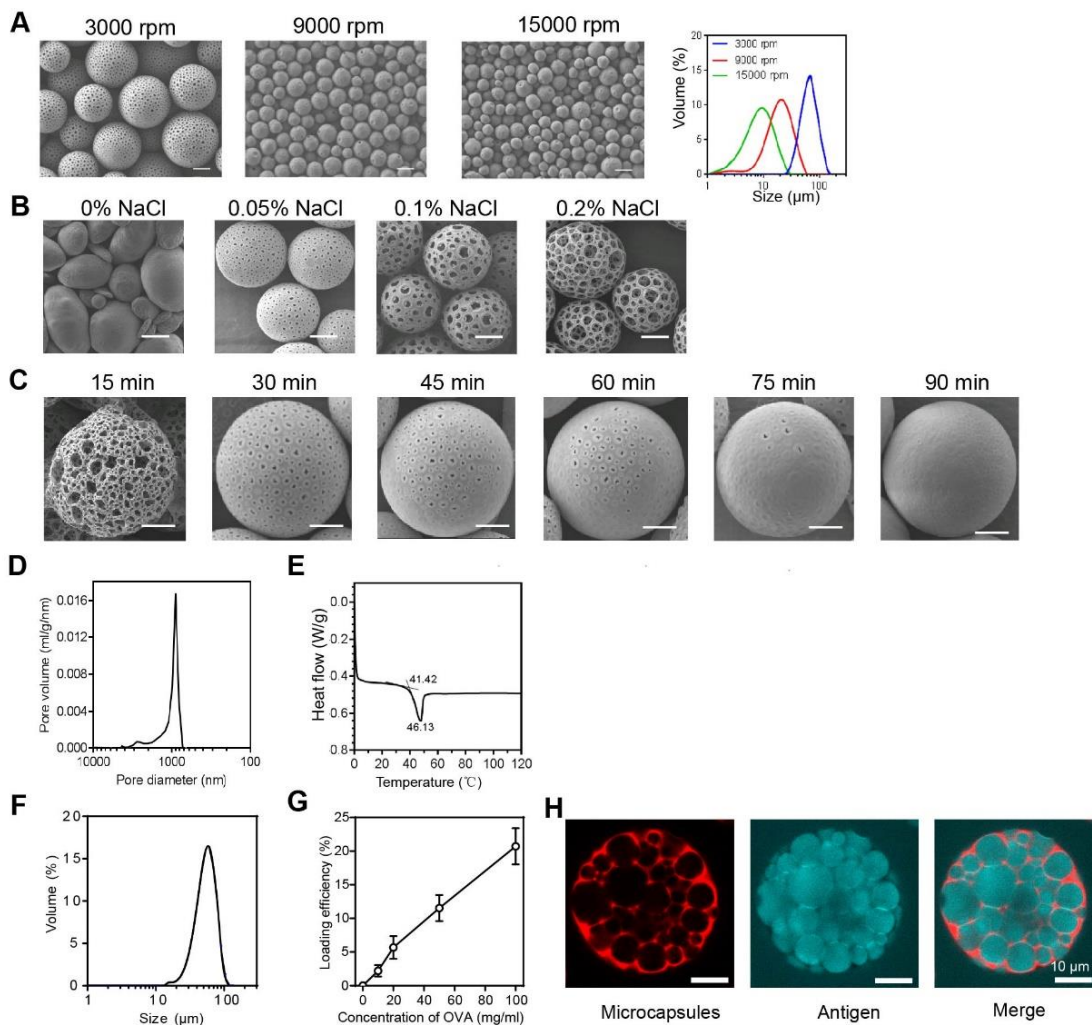 A
3000 rpm
9000 rpm
15000 rpm
Volume (%)
20
15
10
5
0
3000 rpm
9000 rpm
15000 rpm
1
10
100
Size (µm)
B
0% NaCl
0.05% NaCl
0.1% NaCl
0.2% NaCl
C
15 min
30 min
45 min
60 min
75 min
90 min
D
Pore volume (ml/g/nm)
0.016
0.012
0.008
0.004
0.000
10000
1000
100
Pore diameter (nm)
E
Heat flow (W/g)
0.0
0.2
0.4
0.6
0.8
41.42
46.13
0
20
40
60
80
100
120
Temperature (℃)
F
Volume (%)
20
15
10
5
0
1
10
100
Size (µm)
G
Loading efficiency (%)
25
20
15
10
5
0
0
20
40
60
80
100
Concentration of OVA (mg/ml)
H
10 µm
Microcapsules
Antigen
Merge